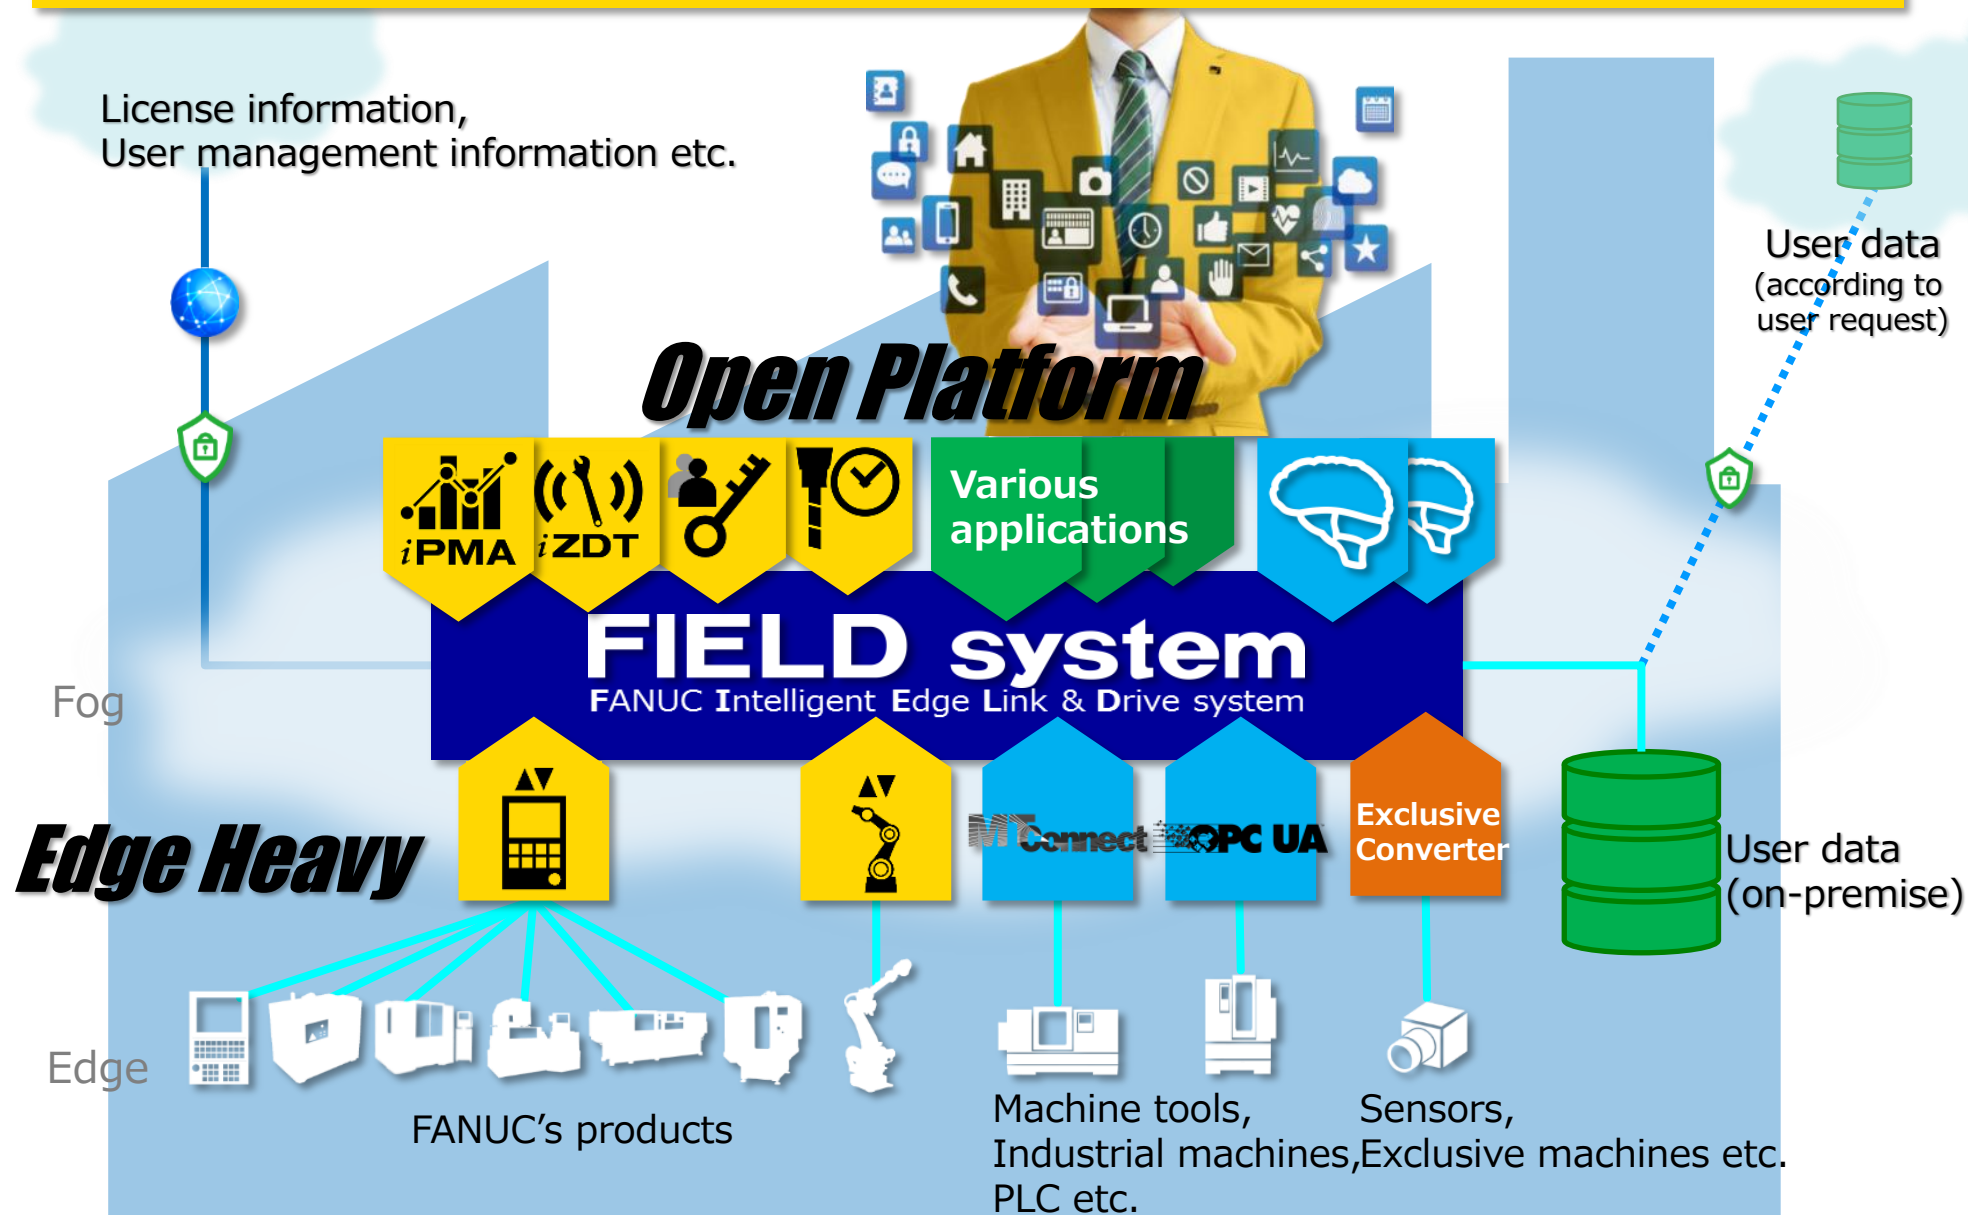 License information,
User management information etc.
User data
(according to
user request)
Open Platform
iPMA
iZDT
Various
applications
FIELD system
FANUC Intelligent Edge Link & Drive system
Fog
Edge Heavy
MTConnect
OPC UA
Exclusive
Converter
User data
(on-premise)
Edge
FANUC’s products
Machine tools,
Industrial machines,
PLC etc.
Sensors,
Exclusive machines etc.